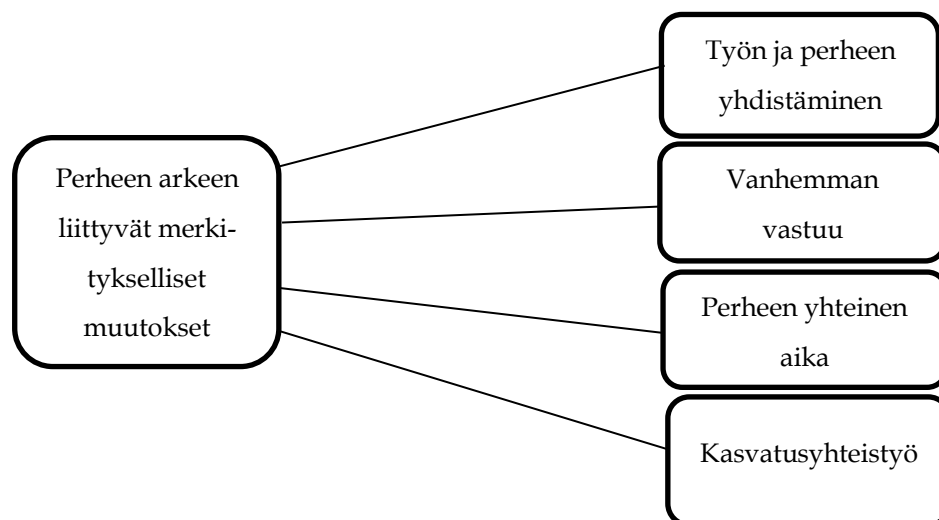 Perheen arkeen
liittyvät merki-
tykselliset
muutokset
Työn ja perheen
yhdistäminen
Vanhemman
vastuu
Perheen yhteinen
aika
Kasvatusyhteistyö